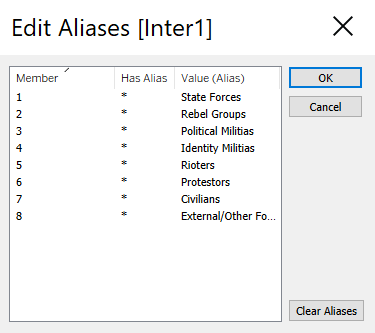 Edit Aliases [Inter1]
Member Has Alias Value (Alias)
1 * State Forces
2 * Rebel Groups
3 * Political Militias
4 * Identity Militias
5 * Rioters
6 * Protestors
7 * Civilians
8 * External/Other Fo...
OK
Cancel
Clear Aliases